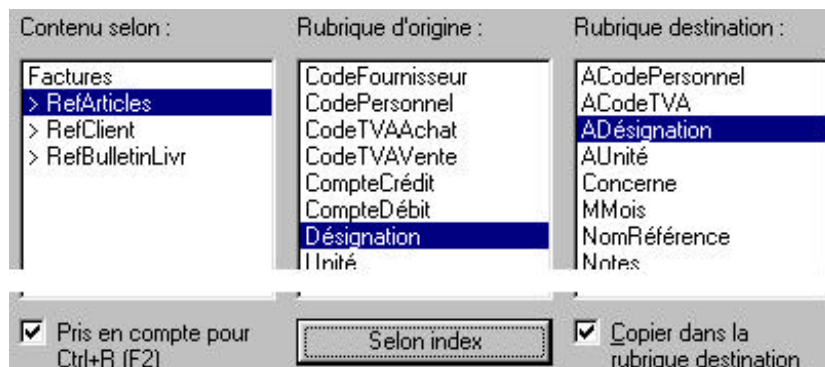 Contenu selon :
Factures
> RefArticles
> RefClient
> RefBulletinLivr
Rubrique d'origine :
CodeFournisseur
CodePersonnel
CodeTVAAchat
CodeTVAVente
CompteCrédit
CompteDébit
Désignation
Unité
Rubrique destination :
ACodePersonnel
ACodeTVA
ADésignation
AUnité
Concerne
MMois
NomRéférence
Notes
Pris en compte pour
Ctrl+R (F2)
Selon index
Copier dans la
rubrique destination